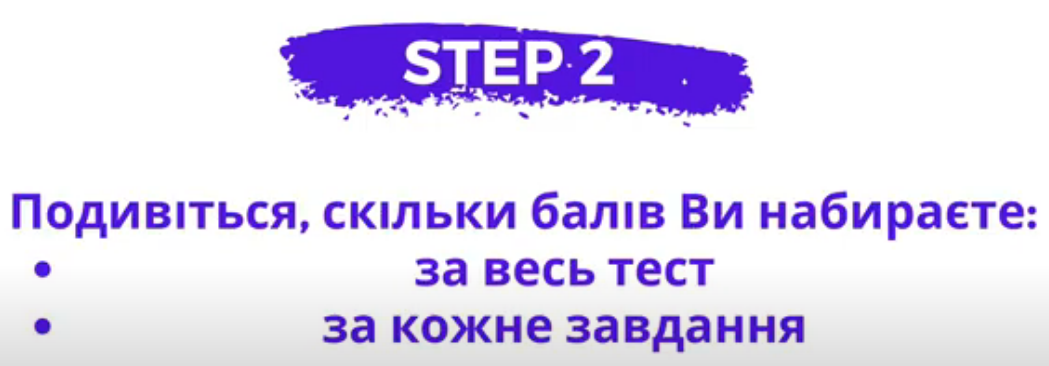 STEP 2
Подивіться, скільки балів Ви набираєте:
• за весь тест
• за кожне завдання